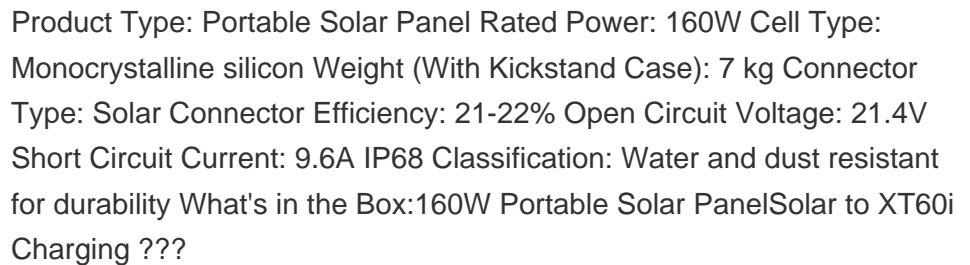 Product Type: Portable Solar Panel Rated Power: 160W Cell Type:
Monocrystalline silicon Weight (With Kickstand Case): 7 kg Connector
Type: Solar Connector Efficiency: 21-22% Open Circuit Voltage: 21.4V
Short Circuit Current: 9.6A IP68 Classification: Water and dust resistant
for durability What's in the Box:160W Portable Solar PanelSolar to XT60i
Charging ???